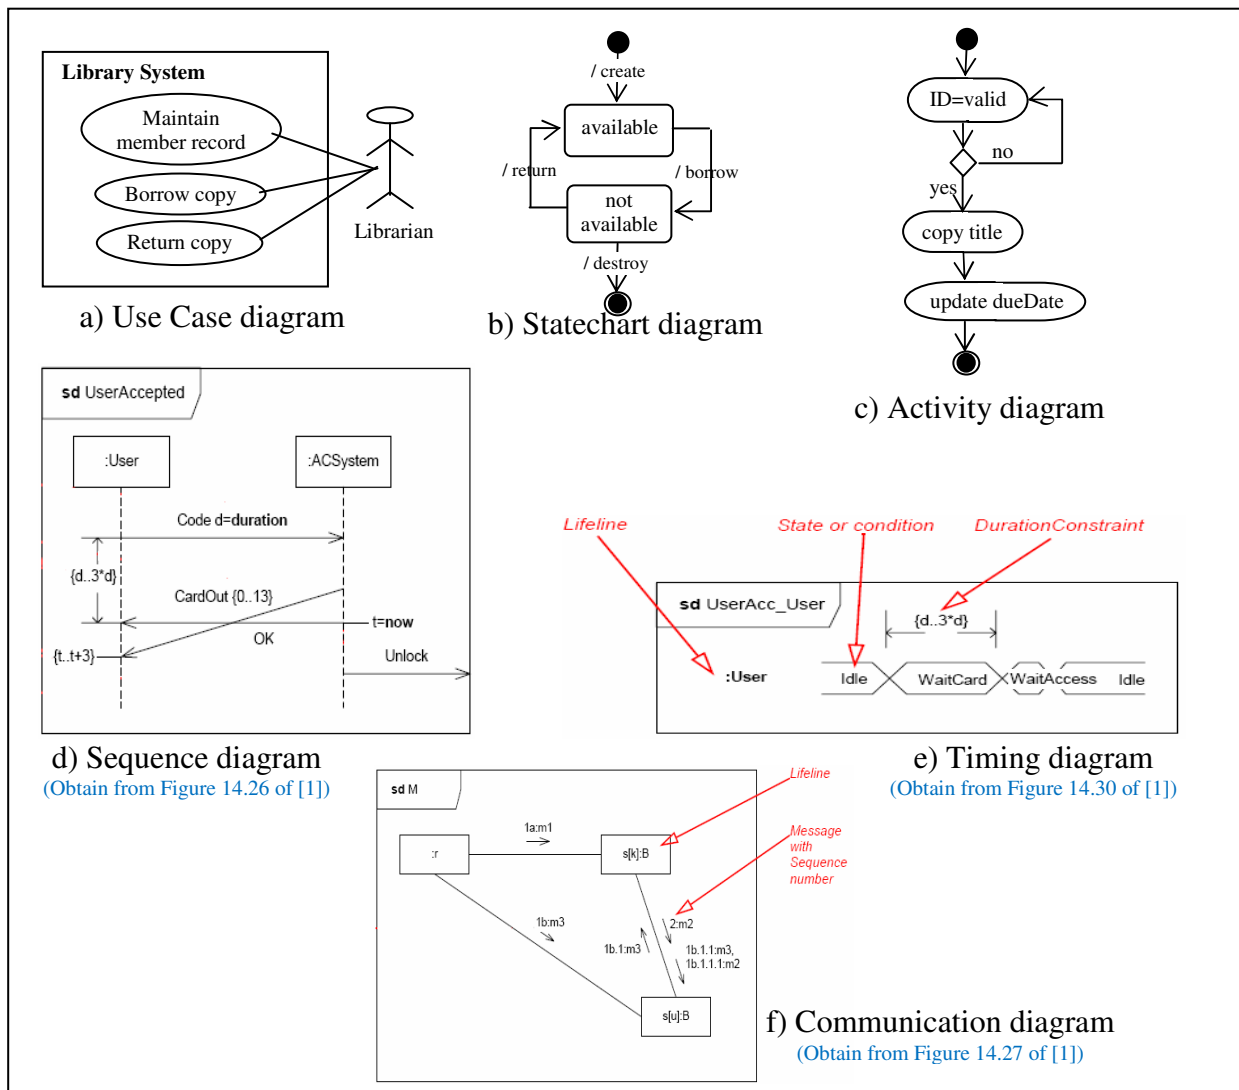 Library System
Maintain
member record
Borrow copy
Return copy
Librarian
a) Use Case diagram
/ create
available
/ return
/ borrow
not
available
/ destroy
b) Statechart diagram
ID=valid
no
yes
copy title
update dueDate
c) Activity diagram
sd UserAccepted
:User
:ACSystem
Code d=duration
{d..3*d}
CardOut {0..13}
t=now
OK
{t..t+3}
Unlock
d) Sequence diagram
(Obtain from Figure 14.26 of [1])
Lifeline
State or condition
DurationConstraint
sd UserAcc_User
{d..3*d}
:User
Idle
WaitCard
WaitAccess
Idle
e) Timing diagram
(Obtain from Figure 14.30 of [1])
sd M
Lifeline
1a:m1
:r
s[k]:B
Message
with
Sequence
number
1b:m3
2:m2
1b.1:m3
1b.1.1:m3,
1b.1.1.1:m2
s[u]:B
f) Communication diagram
(Obtain from Figure 14.27 of [1])